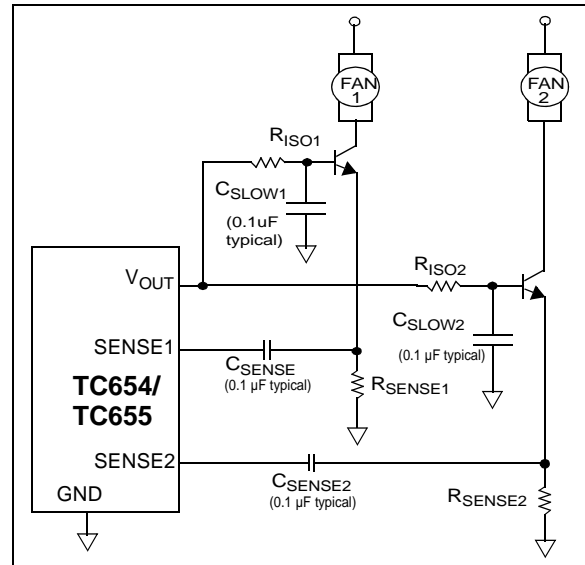 FAN
1
FAN
2
RISO1
CSLOW1
(0.1uF
typical)
VOUT
RISO2
CSLOW2
(0.1 µF typical)
SENSE1
CSENSE
(0.1 µF typical)
RSENSE1
TC654/
TC655
SENSE2
CSENSE2
(0.1 µF typical)
RSENSE2
GND